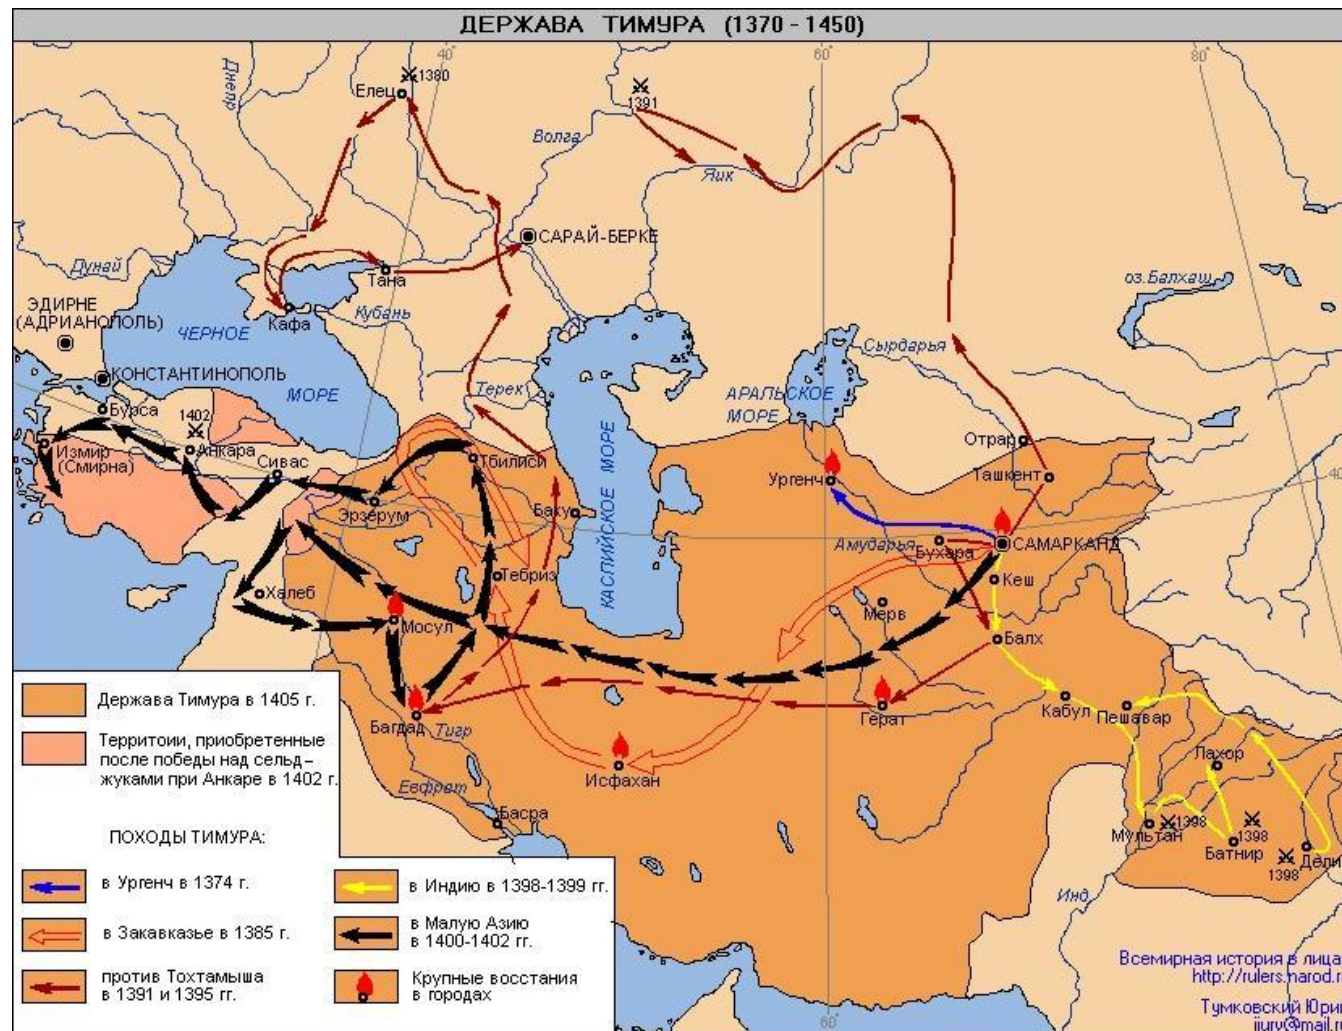 ДЕРЖАВА ТИМУРА (1370 - 1450)
40°
60°
80°
Днепр
1380
Елец
1391
Волга
Яик
САРАЙ-БЕРКЕ
Дунай
Тана
оз.Балхаш
ЭДИРНЕ
(АДРИАНОПОЛЬ)
Кафа
Кубань
ЧЕРНОЕ
МОРЕ
Сырдарья
КОНСТАНТИНОПОЛЬ
Терек
АРАЛЬСКОЕ
МОРЕ
Бурса
1402
Отрар
Измир
(Смирна)
Анкара
Сивас
Тбилиси
Ургенч
Ташкент
40
КАСПИЙСКОЕ МОРЕ
Эрзерум
Баку
Амударья
Бухара
САМАРКАНД
Тебриз
Кеш
Халеб
Мерв
Мосул
Балх
Кабул
Пешавар
Герат
Багдад
Тигр
Лахор
Исфахан
Евфрат
Басра
1398
Мультан
1398
Батнир
1398
Дели
Инд
60°
Держава Тимура в 1405 г.
Территоии, приобретенные
после победы над сель-
жуками при Анкаре в 1402 г.
ПОХОДЫ ТИМУРА:
в Ургенч в 1374 г.
в Закавказье в 1385 г.
против Тохтамыша
в 1391 и 1395 гг.
в Индию в 1398-1399 гг.
в Малую Азию
в 1400-1402 гг.
Крупные восстания
в городах
Всемирная история в лица
http://rulers.narod.r
Тумковский Юри